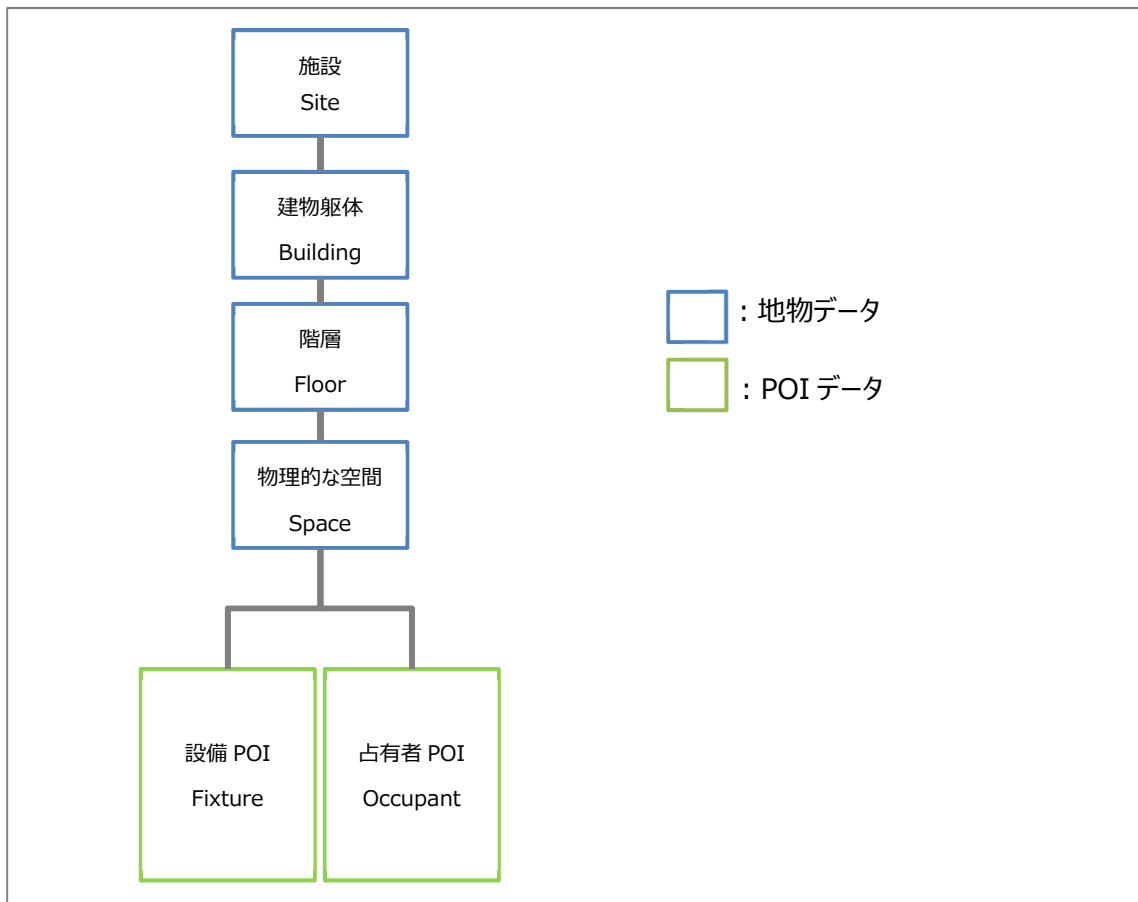 施設
Site
建物躯体
Building
階層
Floor
：地物データ
：POI データ
物理的な空間
Space
設備 POI
Fixture
占有者 POI
Occupant